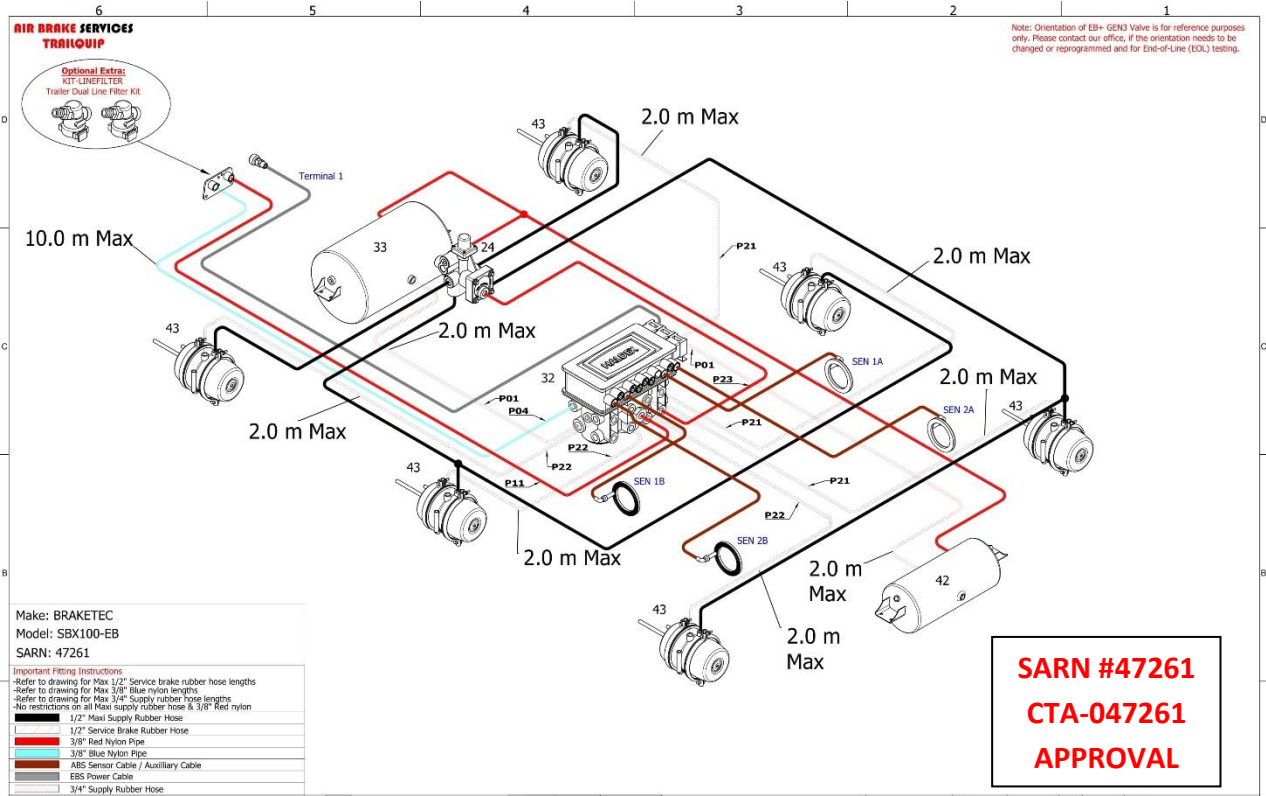 6 5 4 3 2 1
AIR BRAKE SERVICES
TRAILQUIP
Note: Orientation of EB+ GEN3 Valve is for reference purposes
only. Please contact our office, if the orientation needs to be
changed or reprogrammed and for End-of-Line (EOL) testing.
Optional Extra:
KIT-LINEFILTER
Trailer Dual Line Filter Kit
D
D
43
2.0 m Max
Terminal 1
10.0 m Max
33
24
P21
43
2.0 m Max
43
2.0 m Max
C
C
HALDEX
32
P01
SEN 1A
P23
2.0 m Max
P01
P04
SEN 2A
43
2.0 m Max
P21
P22
43
P22
P11
SEN 1B
P21
P22
2.0 m Max
SEN 2B
2.0 m
Max
42
B
B
43
2.0 m
Max
Make: BRAKETEC
Model: SBX100-EB
SARN: 47261
Important Fitting Instructions
-Refer to drawing for Max 1/2" Service brake rubber hose lengths
-Refer to drawing for Max 3/8" Blue nylon lengths
-Refer to drawing for Max 3/4" Supply rubber hose lengths
-No restrictions on all Maxi supply rubber hose & 3/8" Red nylon
1/2" Maxi Supply Rubber Hose
1/2" Service Brake Rubber Hose
3/8" Red Nylon Pipe
3/8" Blue Nylon Pipe
ABS Sensor Cable / Auxilliary Cable
EBS Power Cable
3/4" Supply Rubber Hose
SARN #47261
CTA-047261
APPROVAL